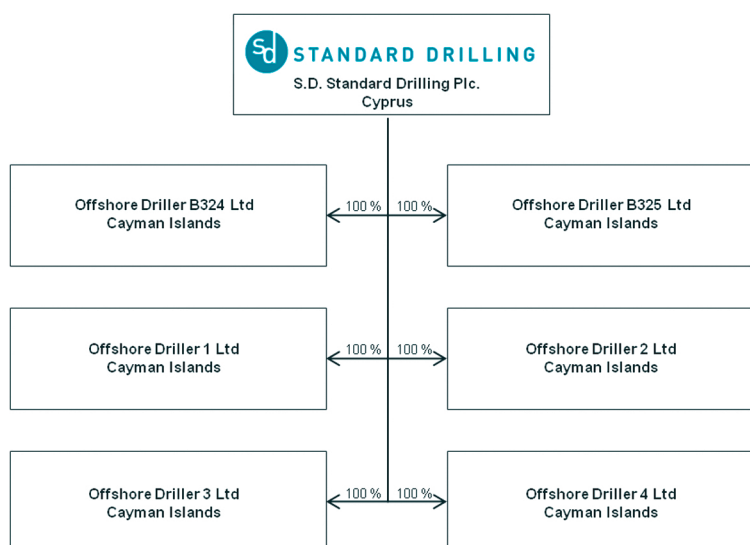 sd STANDARD DRILLING
S.D. Standard Drilling Plc.
Cyprus
Offshore Driller B324 Ltd
Cayman Islands
100 %
100 %
Offshore Driller B325 Ltd
Cayman Islands
Offshore Driller 1 Ltd
Cayman Islands
100 %
100 %
Offshore Driller 2 Ltd
Cayman Islands
Offshore Driller 3 Ltd
Cayman Islands
100 %
100 %
Offshore Driller 4 Ltd
Cayman Islands